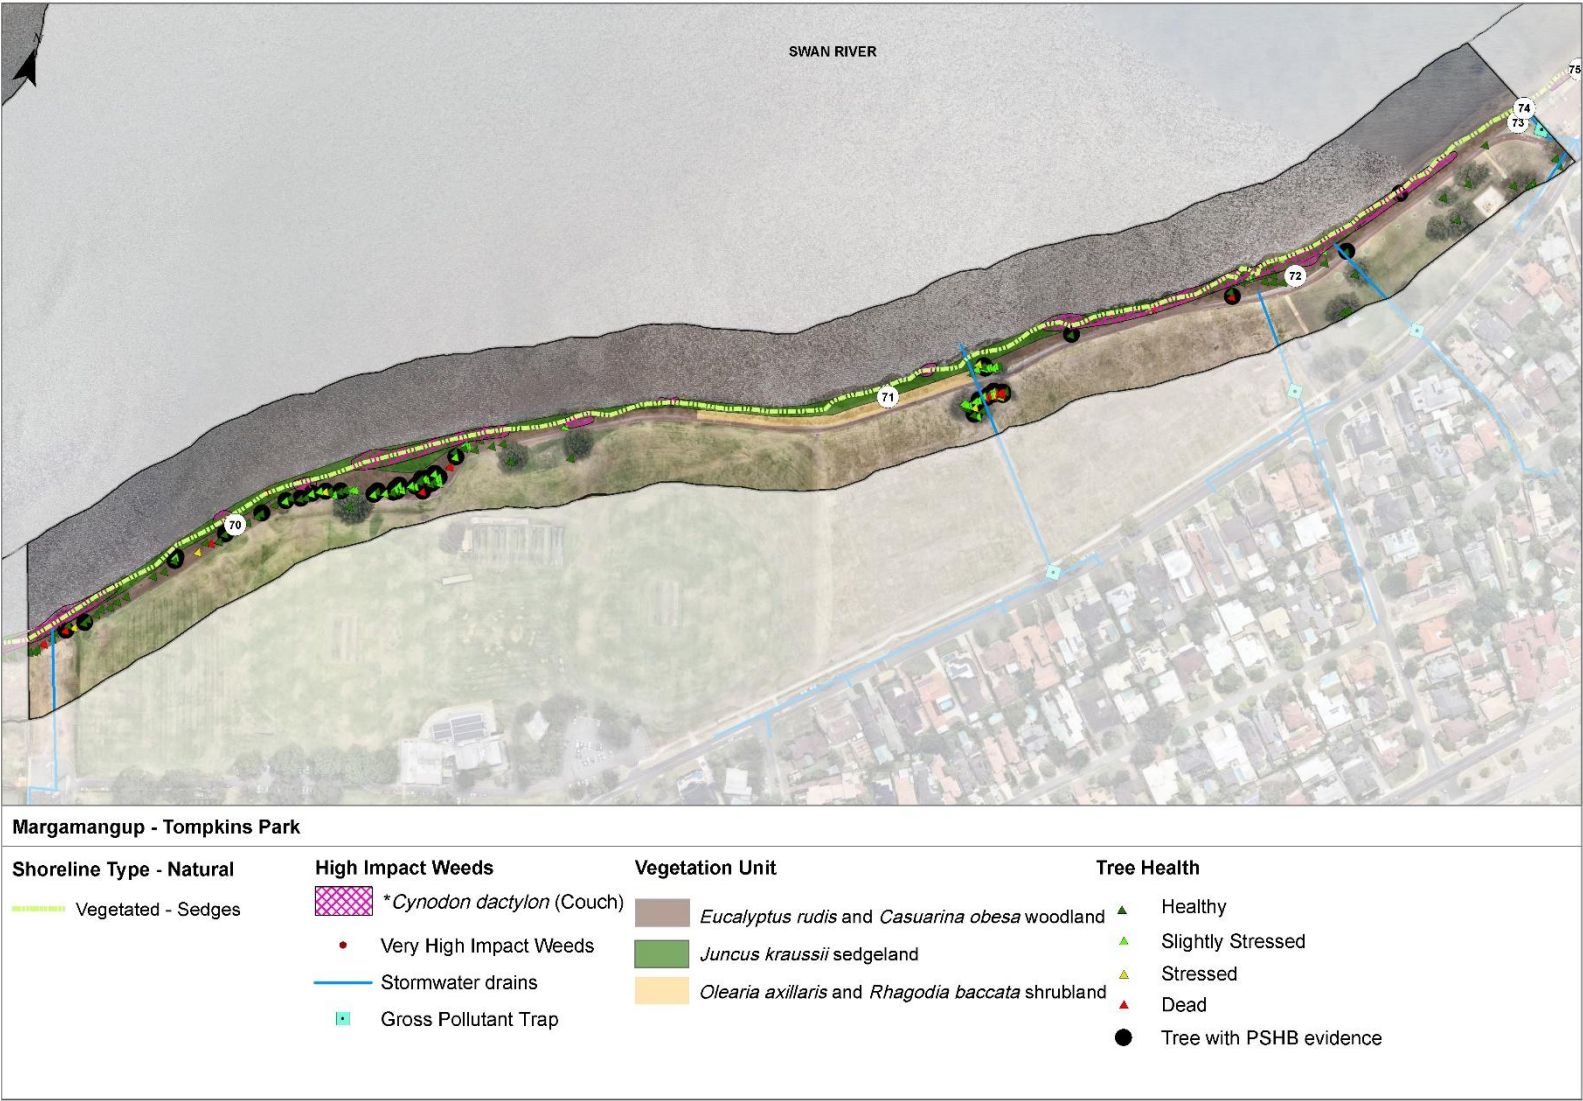 N
SWAN RIVER
75
74
73
72
71
70
Margamangup - Tompkins Park
Shoreline Type - Natural
Vegetated - Sedges
High Impact Weeds
*Cynodon dactylon (Couch)
Very High Impact Weeds
Stormwater drains
Gross Pollutant Trap
Vegetation Unit
Eucalyptus rudis and Casuarina obesa woodland
Juncus kraussii sedgeland
Olearia axillaris and Rhagodia baccata shrubland
Tree Health
Healthy
Slightly Stressed
Stressed
Dead
Tree with PSHB evidence